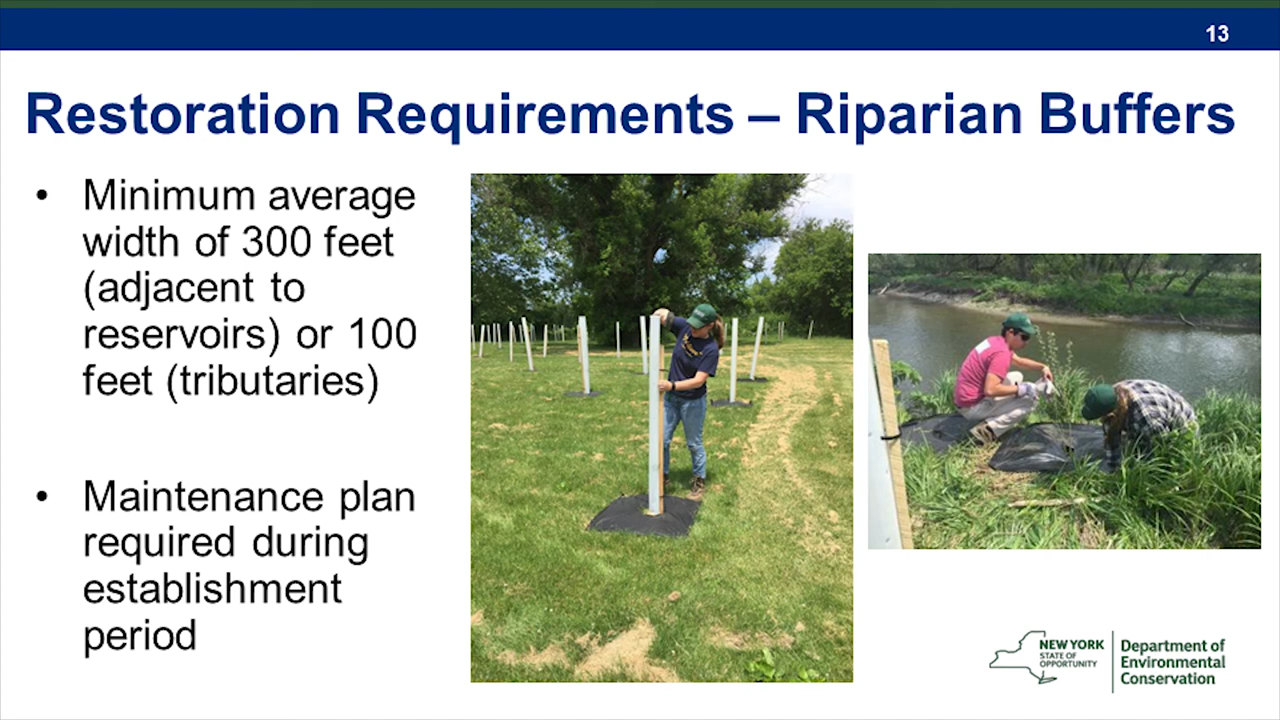 13
Restoration Requirements – Riparian Buffers
• Minimum average
width of 300 feet
(adjacent to
reservoirs) or 100
feet (tributaries)
• Maintenance plan
required during
establishment
period
NEW YORK
STATE OF
OPPORTUNITY
Department of
Environmental
Conservation